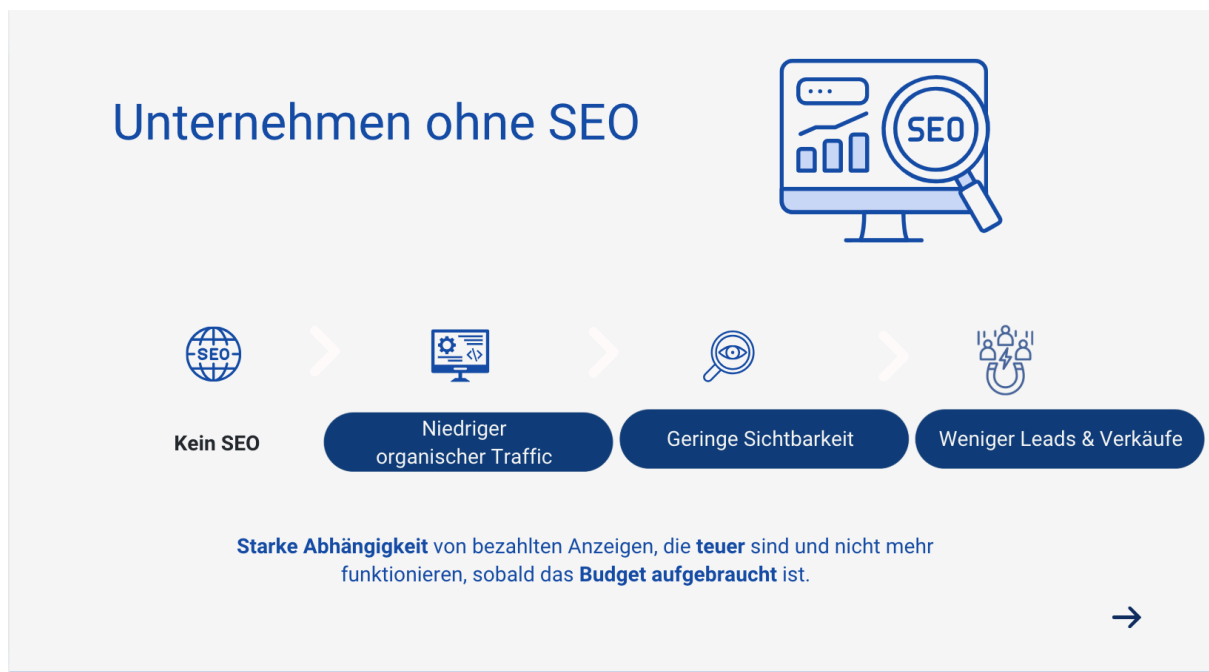 Unternehmen ohne SEO
SEO
SEO
Kein SEO
Niedriger
organischer Traffic
Geringe Sichtbarkeit
Weniger Leads & Verkäufe
Starke Abhängigkeit von bezahlten Anzeigen, die teuer sind und nicht mehr
funktionieren, sobald das Budget aufgebraucht ist.